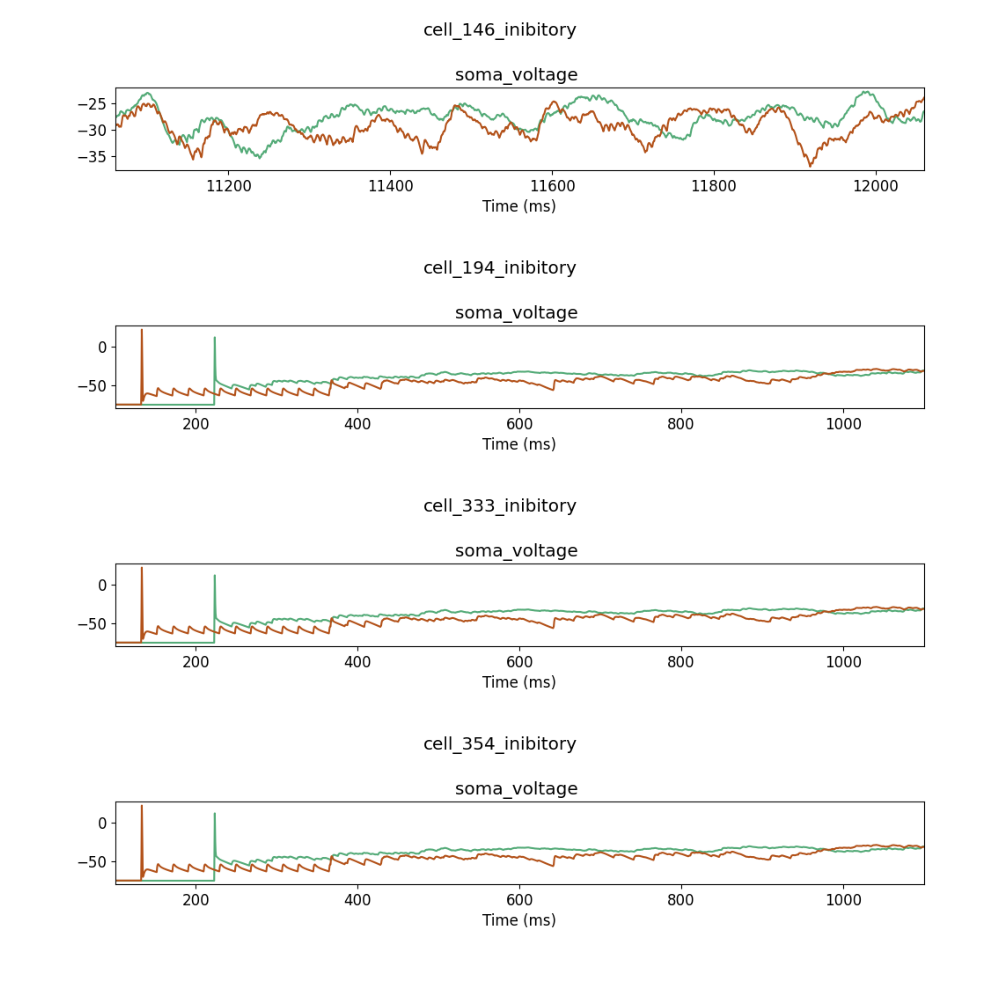 cell_146_inibitory
soma_voltage
−25
−30
−35
11200 11400 11600 11800 12000
Time (ms)
cell_194_inibitory
soma_voltage
0
−50
200 400 600 800 1000
Time (ms)
cell_333_inibitory
soma_voltage
0
−50
200 400 600 800 1000
Time (ms)
cell_354_inibitory
soma_voltage
0
−50
200 400 600 800 1000
Time (ms)